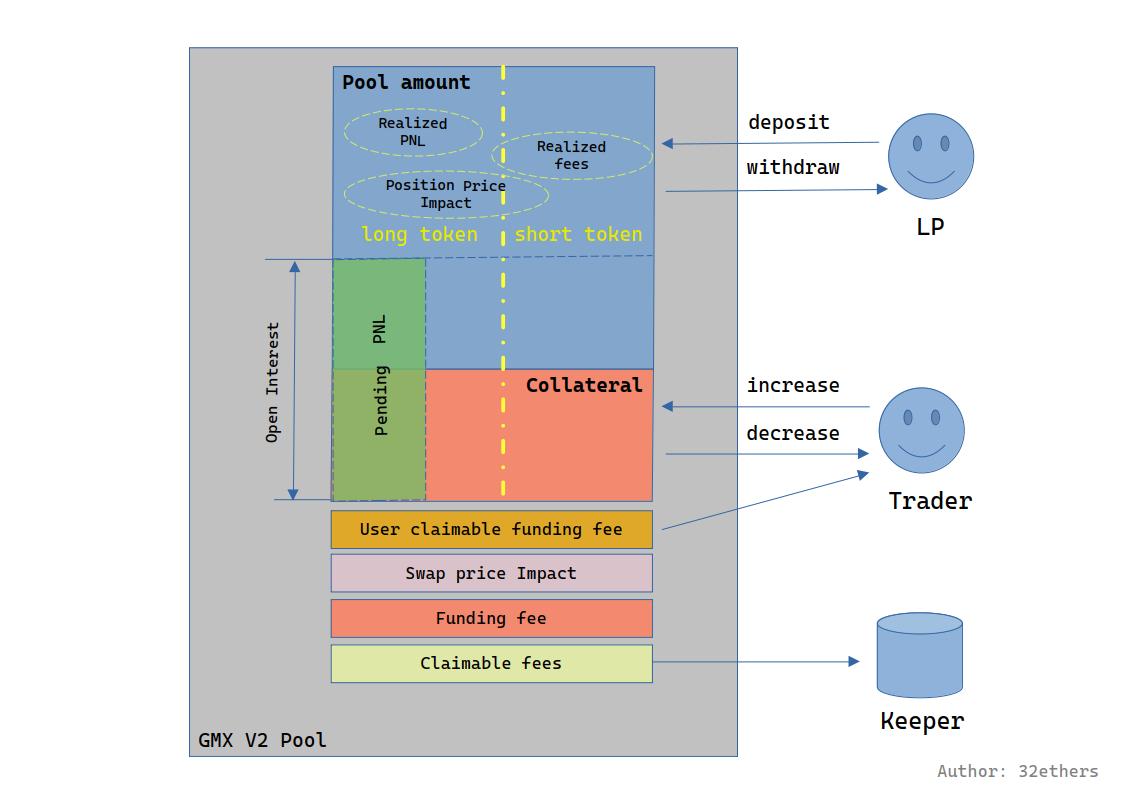 Pool amount
Realized
PNL
Realized
fees
Position Price
Impact
long token
short token
deposit
withdraw
LP
Open Interest
Pending PNL
Collateral
increase
decrease
Trader
User claimable funding fee
Swap price Impact
Funding fee
Claimable fees
Keeper
GMX V2 Pool
Author: 32ethers